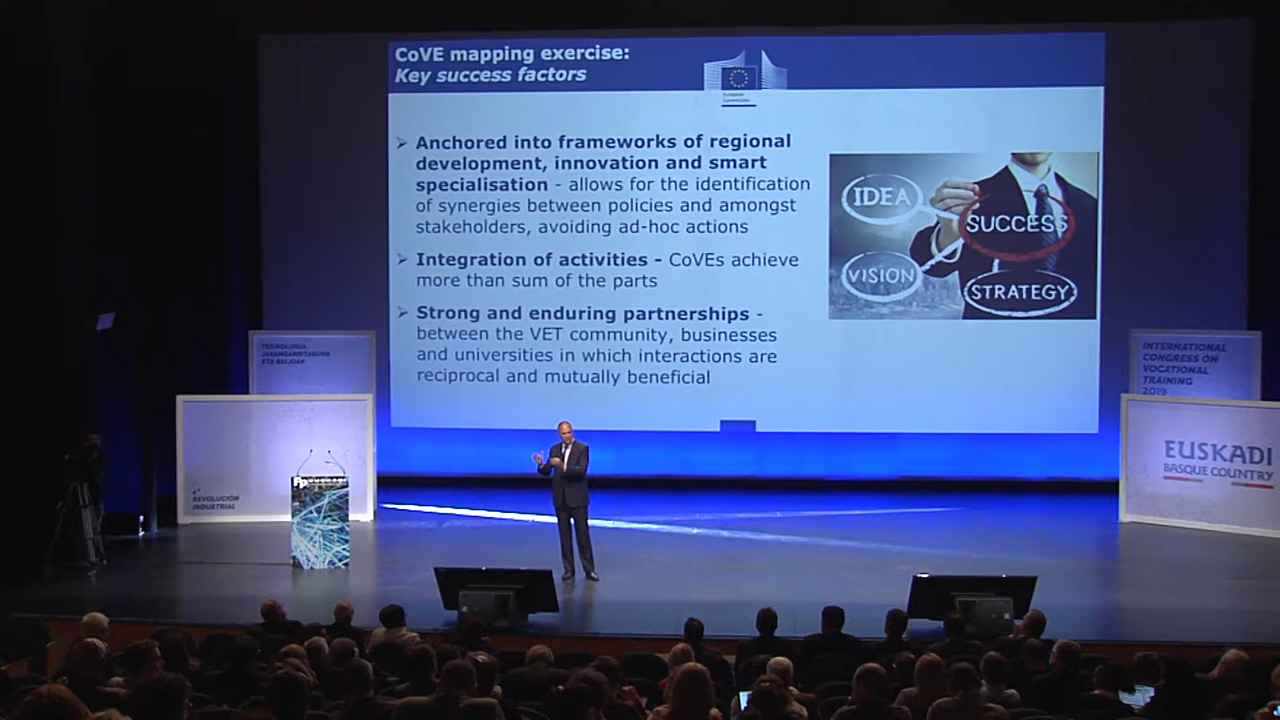 CoVE mapping exercise:
Key success factors
European
Commission
➢ Anchored into frameworks of regional
development, innovation and smart
specialisation - allows for the identification
of synergies between policies and amongst
stakeholders, avoiding ad-hoc actions
➢ Integration of activities - CoVEs achieve
more than sum of the parts
➢ Strong and enduring partnerships -
between the VET community, businesses
and universities in which interactions are
reciprocal and mutually beneficial
IDEA
SUCCESS
VISION
STRATEGY
TEKNOLOGIA,
JASANGARRITASUNA
ETA BALIOAK
INTERNATIONAL
CONGRESS ON
VOCATIONAL
TRAINING
2019
REVOLUCIÓN
INDUSTRIAL
FP EUSKADI
EUSKADI
BASQUE COUNTRY